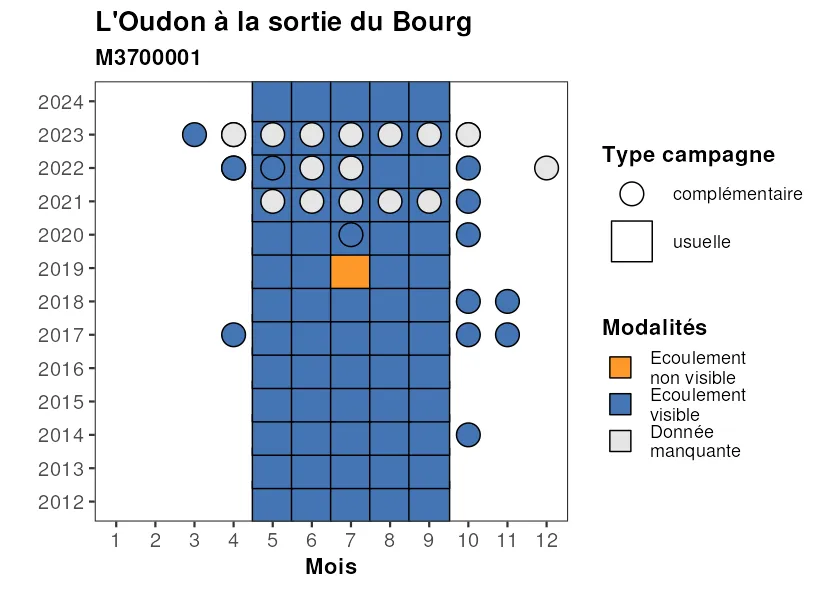 L'Oudon à la sortie du Bourg
M3700001
2024
2023
2022
2021
2020
2019
2018
2017
2016
2015
2014
2013
2012
1 2 3 4 5 6 7 8 9 10 11 12
Mois
Type campagne
complémentaire
usuelle
Modalités
Ecoulement
non visible
Ecoulement
visible
Donnée
manquante